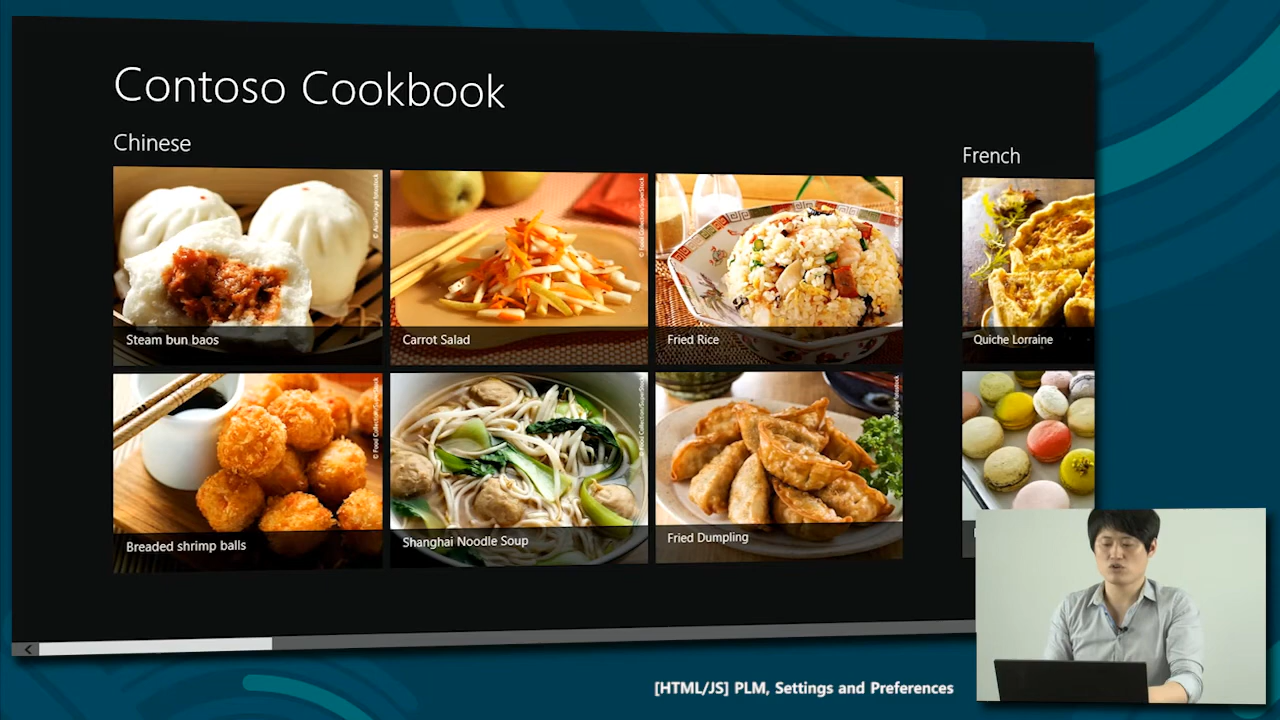 Contoso Cookbook
Chinese
French
Steam bun baos
Carrot Salad
Fried Rice
Quiche Lorraine
Breaded shrimp balls
Shanghai Noodle Soup
Fried Dumpling
[HTML/JS] PLM, Settings and Preferences